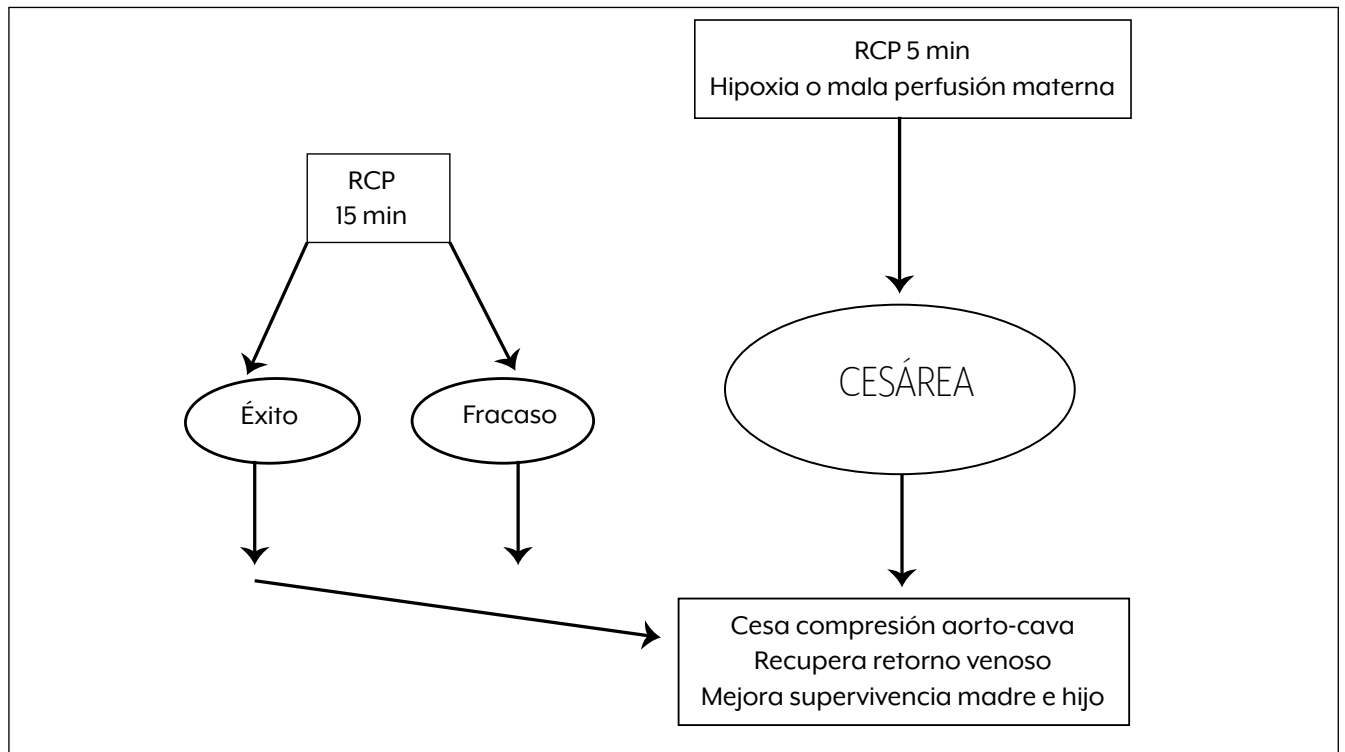 RCP 5 min
Hipoxia o mala perfusión materna
RCP
15 min
CESÁREA
Éxito
Fracaso
Cesa compresión aorto-cava
Recupera retorno venoso
Mejora supervivencia madre e hijo